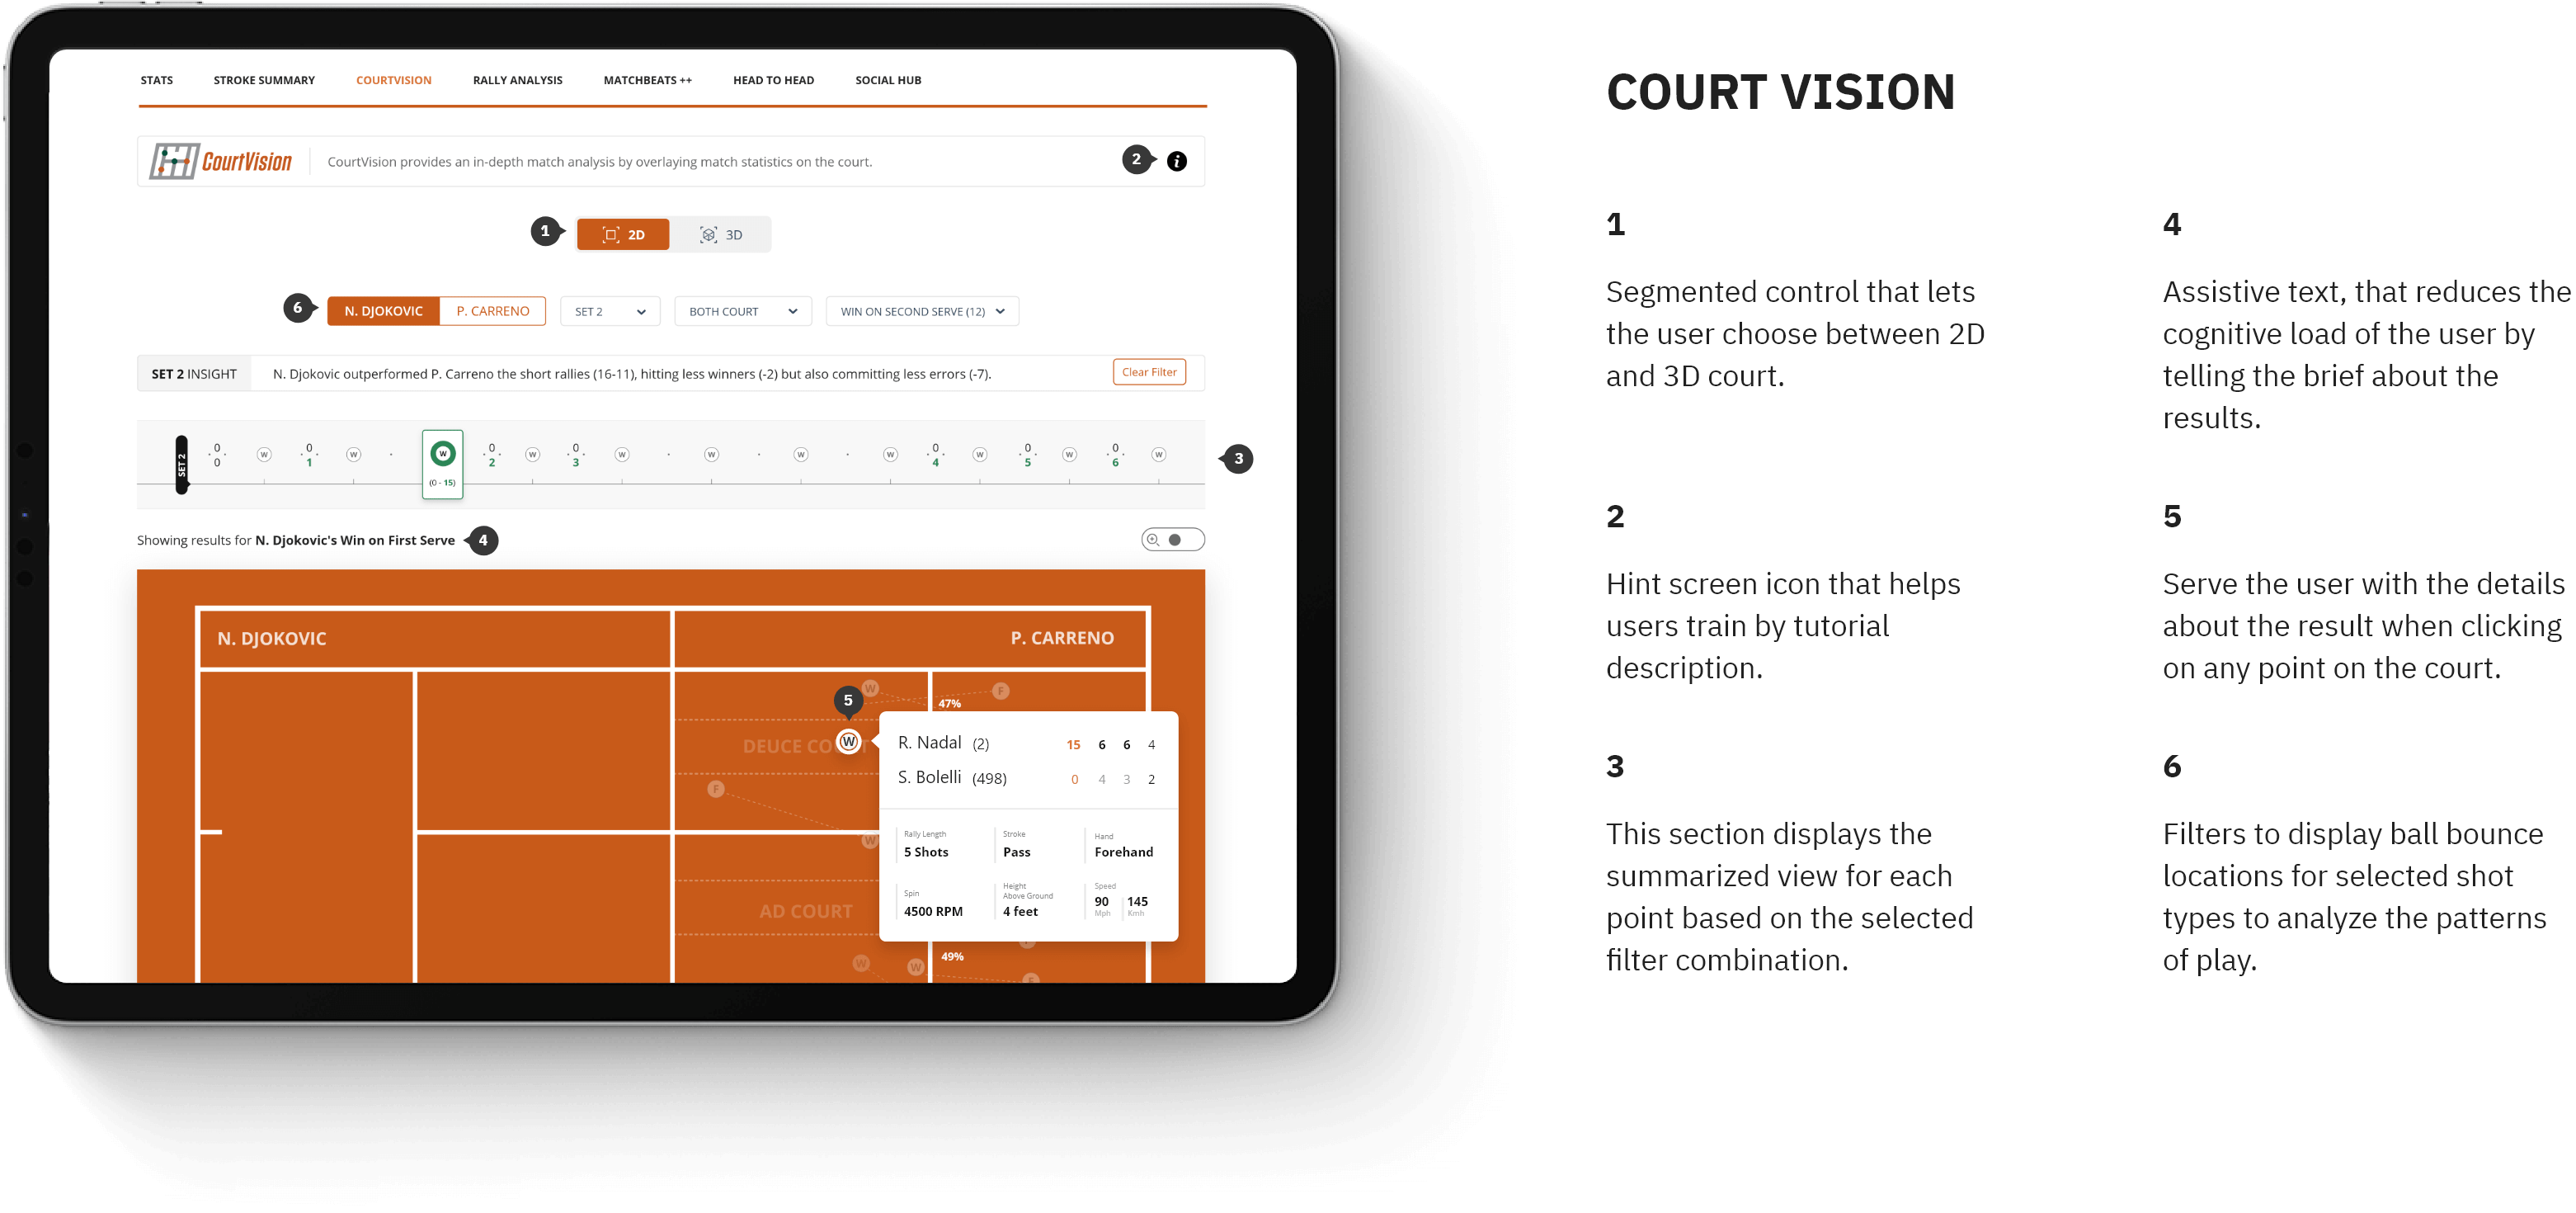 STATS STROKE SUMMARY COURTVISION RALLY ANALYSIS MATCHBEATS ++ HEAD TO HEAD SOCIAL HUB
CourtVision CourtVision provides an in-depth match analysis by overlaying match statistics on the court. 2 i
1 2D 3D
6 N. DJOKOVIC P. CARRENO SET 2 BOTH COURT WIN ON SECOND SERVE (12)
SET 2 INSIGHT N. Djokovic outperformed P. Carreno the short rallies (16-11), hitting less winners (-2) but also committing less errors (-7). Clear Filter
SET 2
0 0 0 0 0 0 0
W W W W W W W W W W W
0 1 2 3 4 5 6
(0 - 15)
3
Showing results for N. Djokovic's Win on First Serve 4
N. DJOKOVIC P. CARRENO
W F
5 47%
DEUCE CO W T
F
W
AD COURT
R. Nadal (2) 15 6 6 4
S. Bolelli (498) 0 4 3 2
Rally Length Stroke Hand
5 Shots Pass Forehand
Spin Height Above Ground Speed
4500 RPM 4 feet 90 145
Mph Kmh
49%
W W F
COURT VISION
1
Segmented control that lets
the user choose between 2D
and 3D court.
2
Hint screen icon that helps
users train by tutorial
description.
3
This section displays the
summarized view for each
point based on the selected
filter combination.
4
Assistive text, that reduces the
cognitive load of the user by
telling the brief about the
results.
5
Serve the user with the details
about the result when clicking
on any point on the court.
6
Filters to display ball bounce
locations for selected shot
types to analyze the patterns
of play.